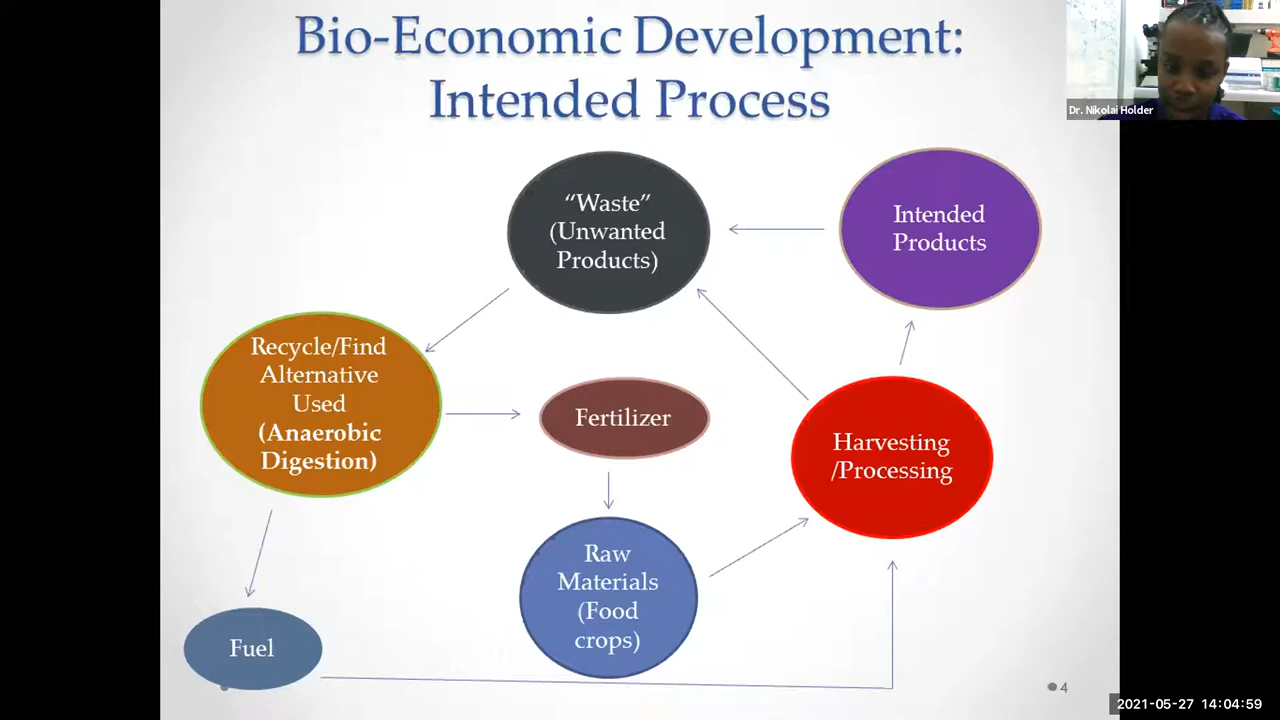 Bio-Economic Development:
Intended Process
Dr. Nikolai Holder
“Waste”
(Unwanted
Products)
Intended
Products
Recycle/Find
Alternative
Used
(Anaerobic
Digestion)
Fertilizer
Harvesting
/Processing
Raw
Materials
(Food
crops)
Fuel
4
2021-05-27 14:04:59